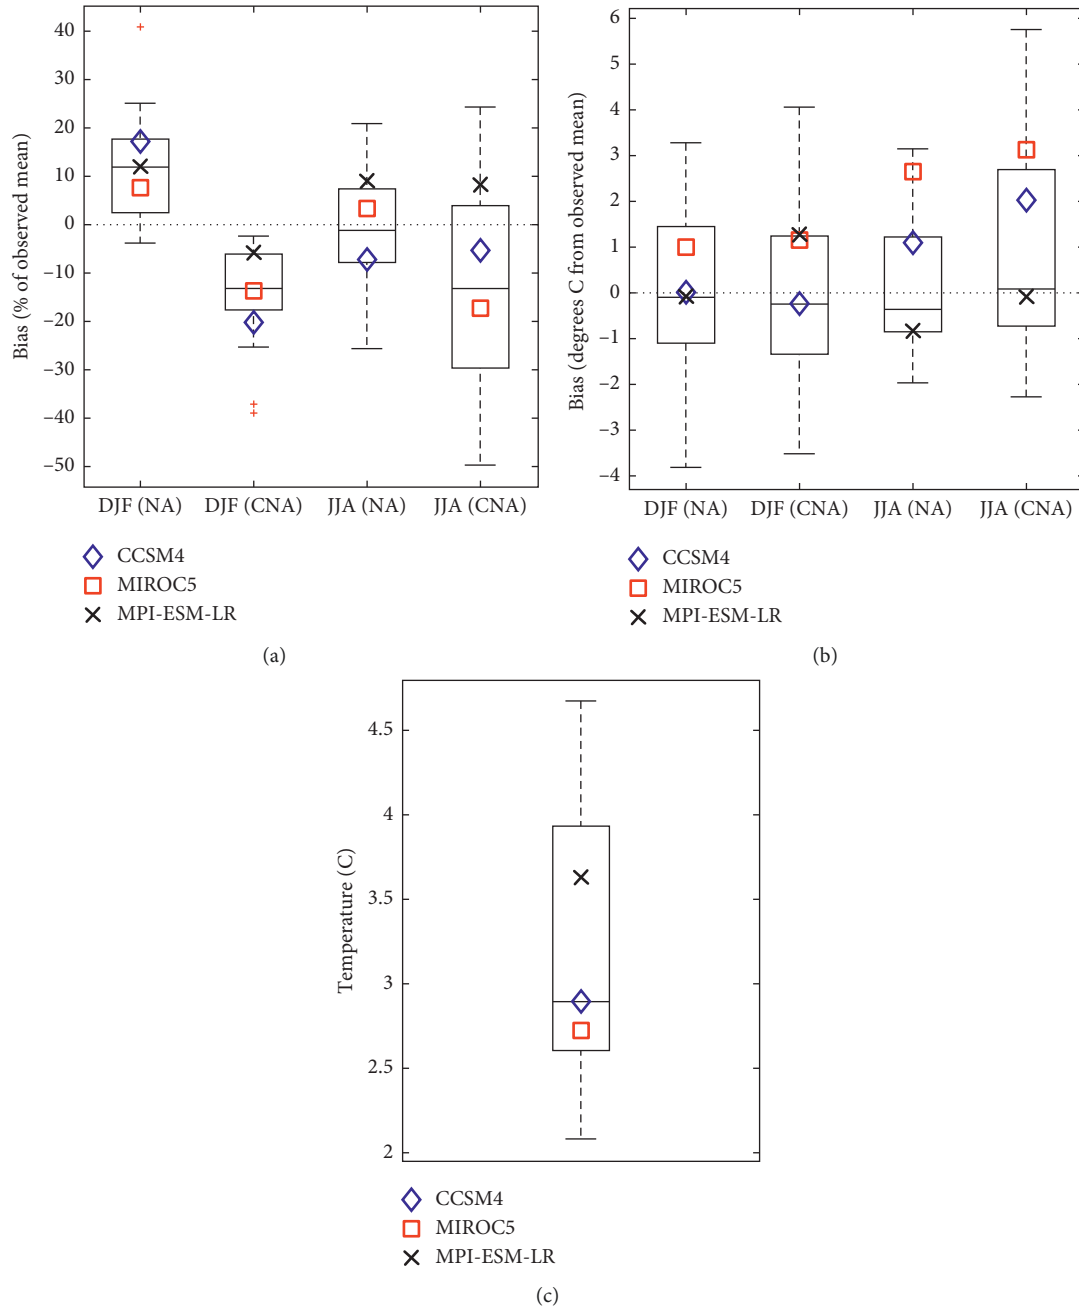 40
30
20
10
0
−10
−20
−30
−40
−50
Bias (% of observed mean)
DJF (NA) DJF (CNA) JJA (NA) JJA (CNA)
CCSM4
MIROC5
MPI-ESM-LR
(a)
6
5
4
3
2
1
0
−1
−2
−3
−4
Bias (degrees C from observed mean)
DJF (NA) DJF (CNA) JJA (NA) JJA (CNA)
CCSM4
MIROC5
MPI-ESM-LR
(b)
4.5
4
3.5
3
2.5
2
Temperature (C)
CCSM4
MIROC5
MPI-ESM-LR
(c)